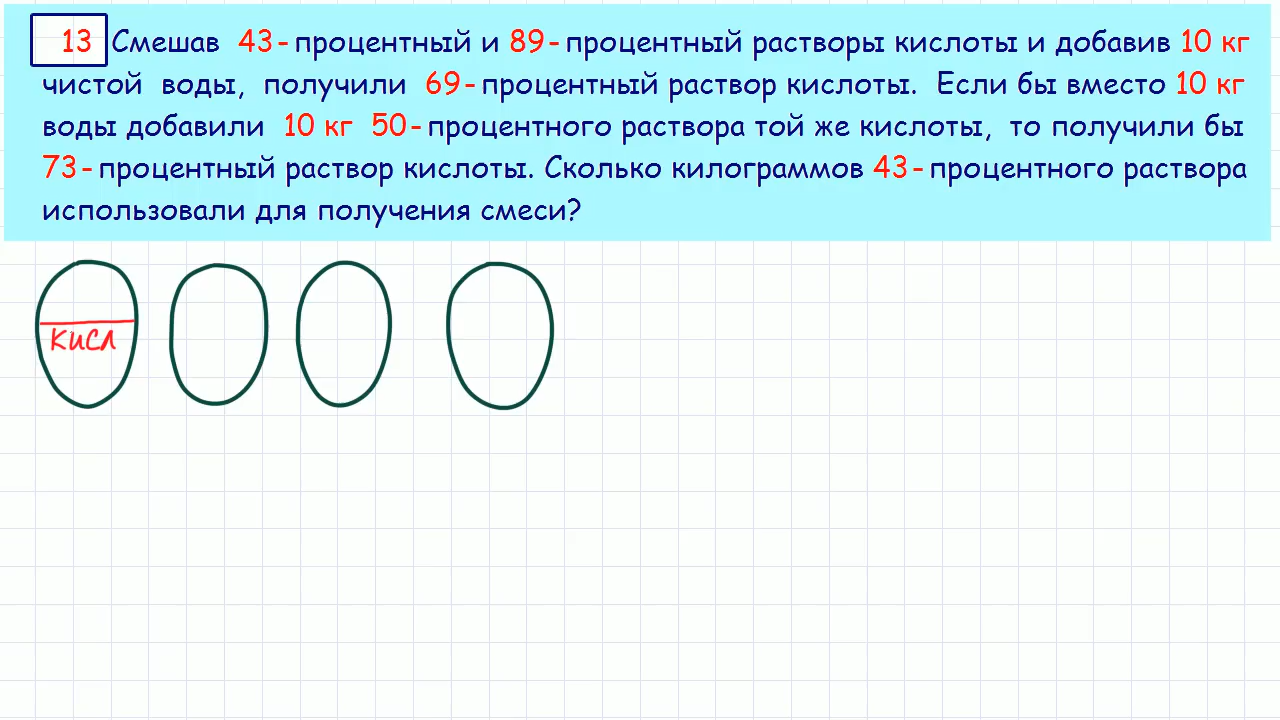 13 Смешав 43-процентный и 89-процентный растворы кислоты и добавив 10 кг
чистой воды, получили 69-процентный раствор кислоты. Если бы вместо 10 кг
воды добавили 10 кг 50-процентного раствора той же кислоты, то получили бы
73-процентный раствор кислоты. Сколько килограммов 43-процентного раствора
использовали для получения смеси?
кисл